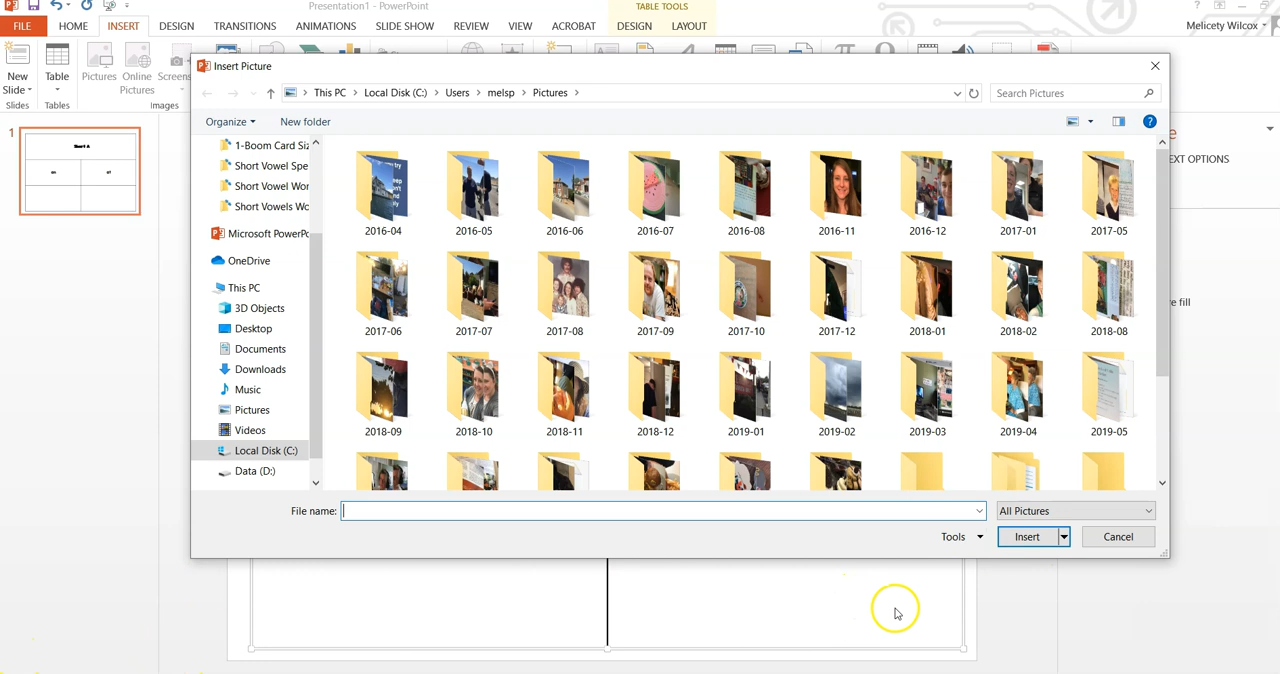 Presentation1 - PowerPoint
TABLE TOOLS
?
FILE HOME INSERT DESIGN TRANSITIONS ANIMATIONS SLIDE SHOW REVIEW VIEW ACROBAT DESIGN LAYOUT
Melicety Wilcox
New
Slide
Table
Pictures
Online
Pictures
Screens
Slides
Tables
Images
Insert Picture
This PC > Local Disk (C:) > Users > melsp > Pictures >
Search Pictures
Organize
New folder
?
1-Boom Card Siz
Short Vowel Spe
Short Vowel Wor
Short Vowels Wo
Microsoft PowerPo
OneDrive
This PC
3D Objects
Desktop
Documents
Downloads
Music
Pictures
Videos
Local Disk (C:)
Data (D:)
2016-04 2016-05 2016-06 2016-07 2016-08 2016-11 2016-12 2017-01 2017-05
2017-06 2017-07 2017-08 2017-09 2017-10 2017-12 2018-01 2018-02 2018-08
2018-09 2018-10 2018-11 2018-12 2019-01 2019-02 2019-03 2019-04 2019-05
File name:
All Pictures
Tools
Insert
Cancel
1
Short A
e
EXT OPTIONS
re fill